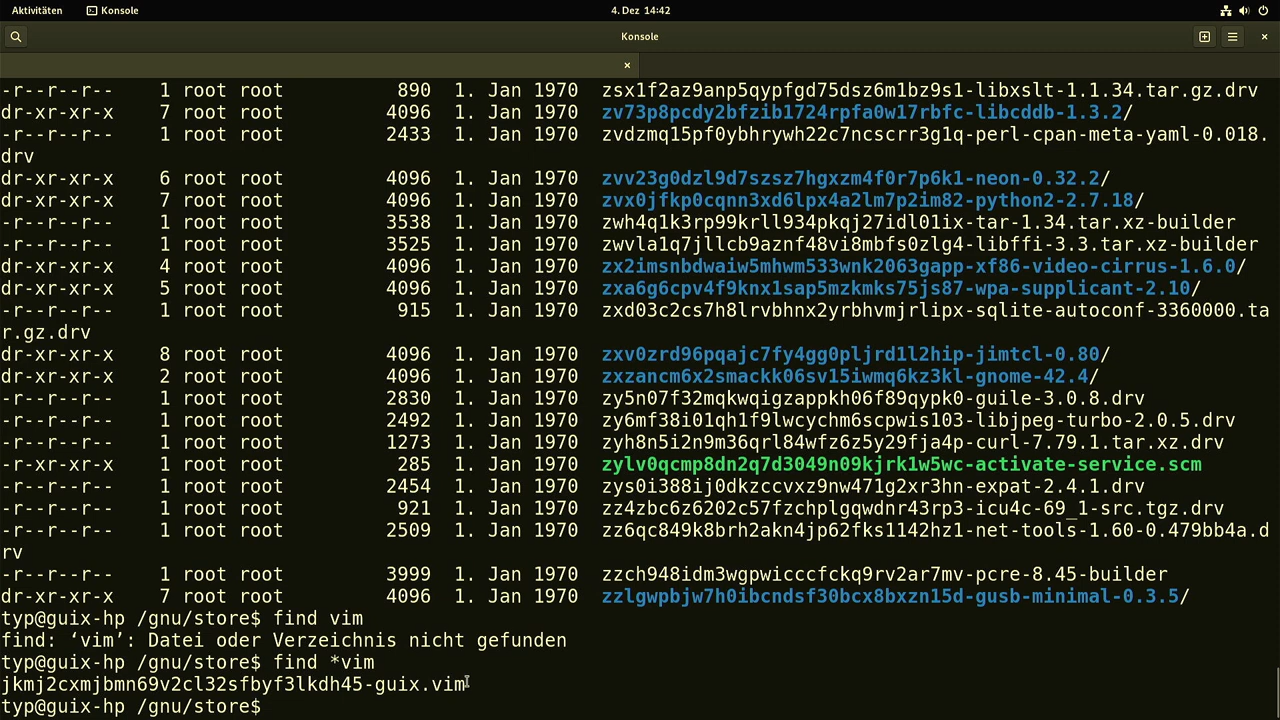 Aktivitäten Konsole 4. Dez 14:42
Konsole
-r--r--r--    1 root root          890  1. Jan 1970  zsx1f2az9anp5qypfgd75dsz6m1bz9s1-libxslt-1.1.34.tar.gz.drv
dr-xr-xr-x    7 root root         4096  1. Jan 1970  zv73p8pcdy2bfzib1724rpfa0w17rbfc-libcddb-1.3.2/
-r--r--r--    1 root root         2433  1. Jan 1970  zvdzmq15pf0ybhrywh22c7ncscrr3g1q-perl-cpan-meta-yaml-0.018.
drv
dr-xr-xr-x    6 root root         4096  1. Jan 1970  zvv23g0dzl9d7szsz7hgxzm4f0r7p6k1-neon-0.32.2/
dr-xr-xr-x    7 root root         4096  1. Jan 1970  zvx0jfkp0cqnn3xd6lpx4a2lm7p2im82-python2-2.7.18/
-r--r--r--    1 root root         3538  1. Jan 1970  zwh4q1k3rp99krll934pkqj27idl01ix-tar-1.34.tar.xz-builder
-r--r--r--    1 root root         3525  1. Jan 1970  zwvla1q7jllcb9aznf48vi8mbfs0zlg4-libffi-3.3.tar.xz-builder
dr-xr-xr-x    4 root root         4096  1. Jan 1970  zx2imsnbdwaiw5mhwm533wnk2063gapp-xf86-video-cirrus-1.6.0/
dr-xr-xr-x    5 root root         4096  1. Jan 1970  zxa6g6cpv4f9knx1sap5mzkmks75js87-wpa-supplicant-2.10/
-r--r--r--    1 root root          915  1. Jan 1970  zxd03c2cs7h8lrvbhnx2yrbhvmjrlipx-sqlite-autoconf-3360000.ta
r.gz.drv
dr-xr-xr-x    8 root root         4096  1. Jan 1970  zxv0zrd96pqajc7fy4gg0pljrd1l2hip-jimtcl-0.80/
dr-xr-xr-x    2 root root         4096  1. Jan 1970  zxzancm6x2smackk06sv15iwmq6kz3kl-gnome-42.4/
-r--r--r--    1 root root         2830  1. Jan 1970  zy5n07f32mqkwqigzappkh06f89qypk0-guile-3.0.8.drv
-r--r--r--    1 root root         2492  1. Jan 1970  zy6mf38i01qh1f9lwcychm6scpwis103-libjpeg-turbo-2.0.5.drv
-r--r--r--    1 root root         1273  1. Jan 1970  zyh8n5i2n9m36qrl84wfz6z5y29fja4p-curl-7.79.1.tar.xz.drv
-r-xr-xr-x    1 root root          285  1. Jan 1970  zylv0qcmp8dn2q7d3049n09kjrk1w5wc-activate-service.scm
-r--r--r--    1 root root         2454  1. Jan 1970  zys0i388ij0dkzccvxz9nw471g2xr3hn-expat-2.4.1.drv
-r--r--r--    1 root root          921  1. Jan 1970  zz4zbc6z6202c57fzchplgqwdnr43rp3-icu4c-69_1-src.tgz.drv
-r--r--r--    1 root root         2509  1. Jan 1970  zz6qc849k8brh2akn4jp62fks1142hz1-net-tools-1.60-0.479bb4a.d
rv
-r--r--r--    1 root root         3999  1. Jan 1970  zzch948idm3wgpwicccfckq9rv2ar7mv-pcre-8.45-builder
dr-xr-xr-x    7 root root         4096  1. Jan 1970  zzlgwpbjw7h0ibcndsf30bcx8bxzn15d-gusb-minimal-0.3.5/
typ@guix-hp /gnu/store$ find vim
find: ‘vim’: Datei oder Verzeichnis nicht gefunden
typ@guix-hp /gnu/store$ find *vim
jkmj2cxmjbmn69v2cl32sfbyf3lkdh45-guix.vim
typ@guix-hp /gnu/store$